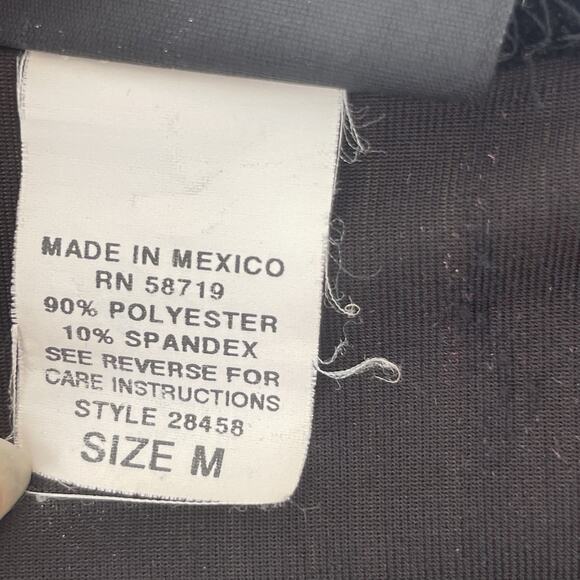 MADE IN MEXICO
RN 58719
90% POLYESTER
10% SPANDEX
SEE REVERSE FOR
CARE INSTRUCTIONS
STYLE 28458
SIZE M